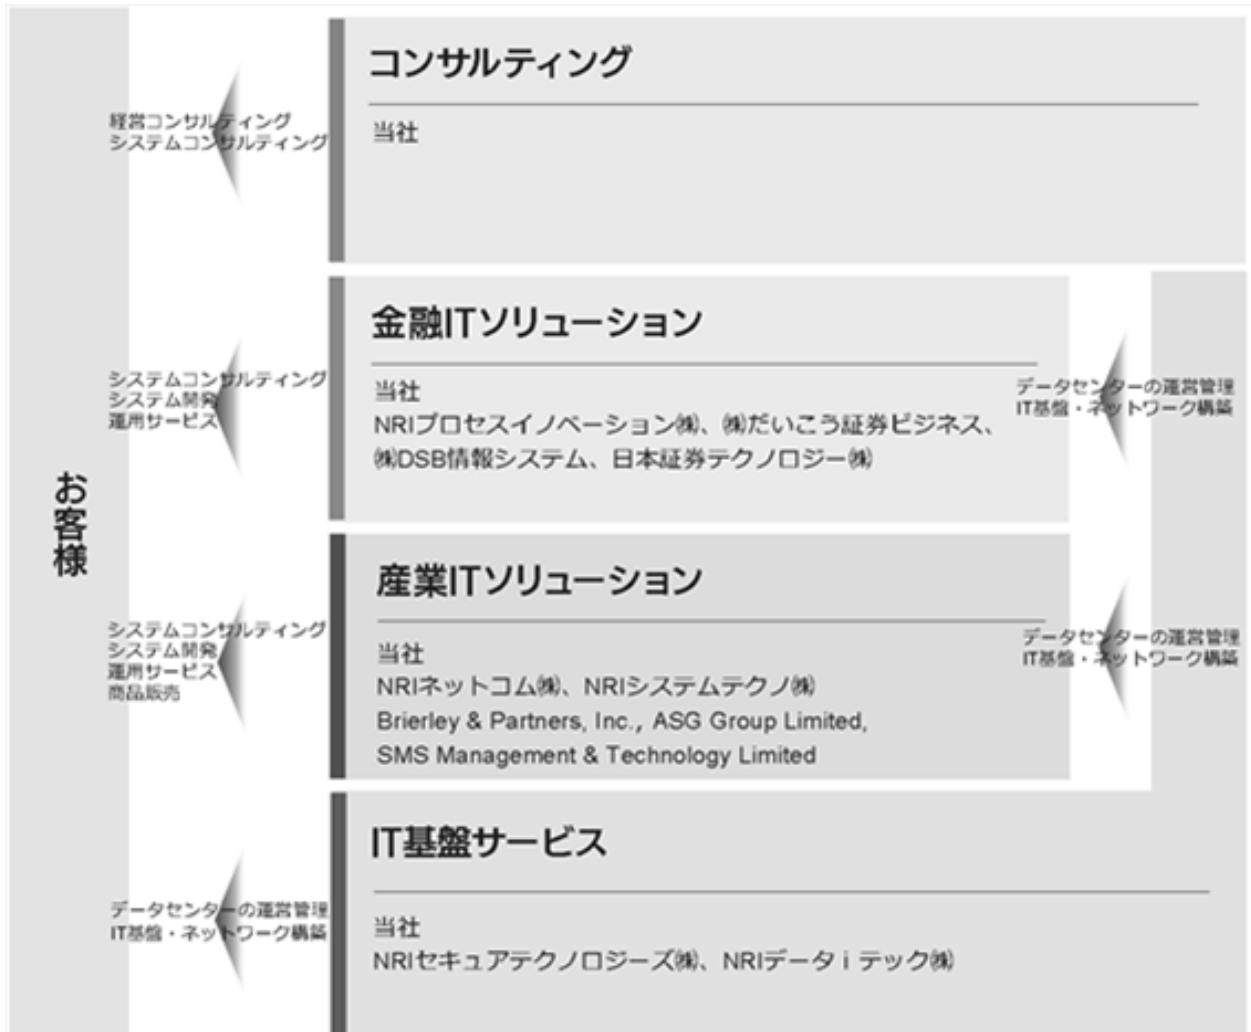 お客様
経営コンサルティング
システムコンサルティング
コンサルティング
当社
システムコンサルティング
システム開発
運用サービス
金融ITソリューション
当社
NRIプロセスイノベーション㈱、㈱だいこう証券ビジネス、
㈱DSB情報システム、日本証券テクノロジー㈱
データセンターの運営管理
IT基盤・ネットワーク構築
システムコンサルティング
システム開発
運用サービス
商品販売
産業ITソリューション
当社
NRIネットコム㈱、NRIシステムテクノ㈱
Brierley & Partners, Inc., ASG Group Limited,
SMS Management & Technology Limited
データセンターの運営管理
IT基盤・ネットワーク構築
データセンターの運営管理
IT基盤・ネットワーク構築
IT基盤サービス
当社
NRIセキュアテクノロジーズ㈱、NRIデータ i テック㈱